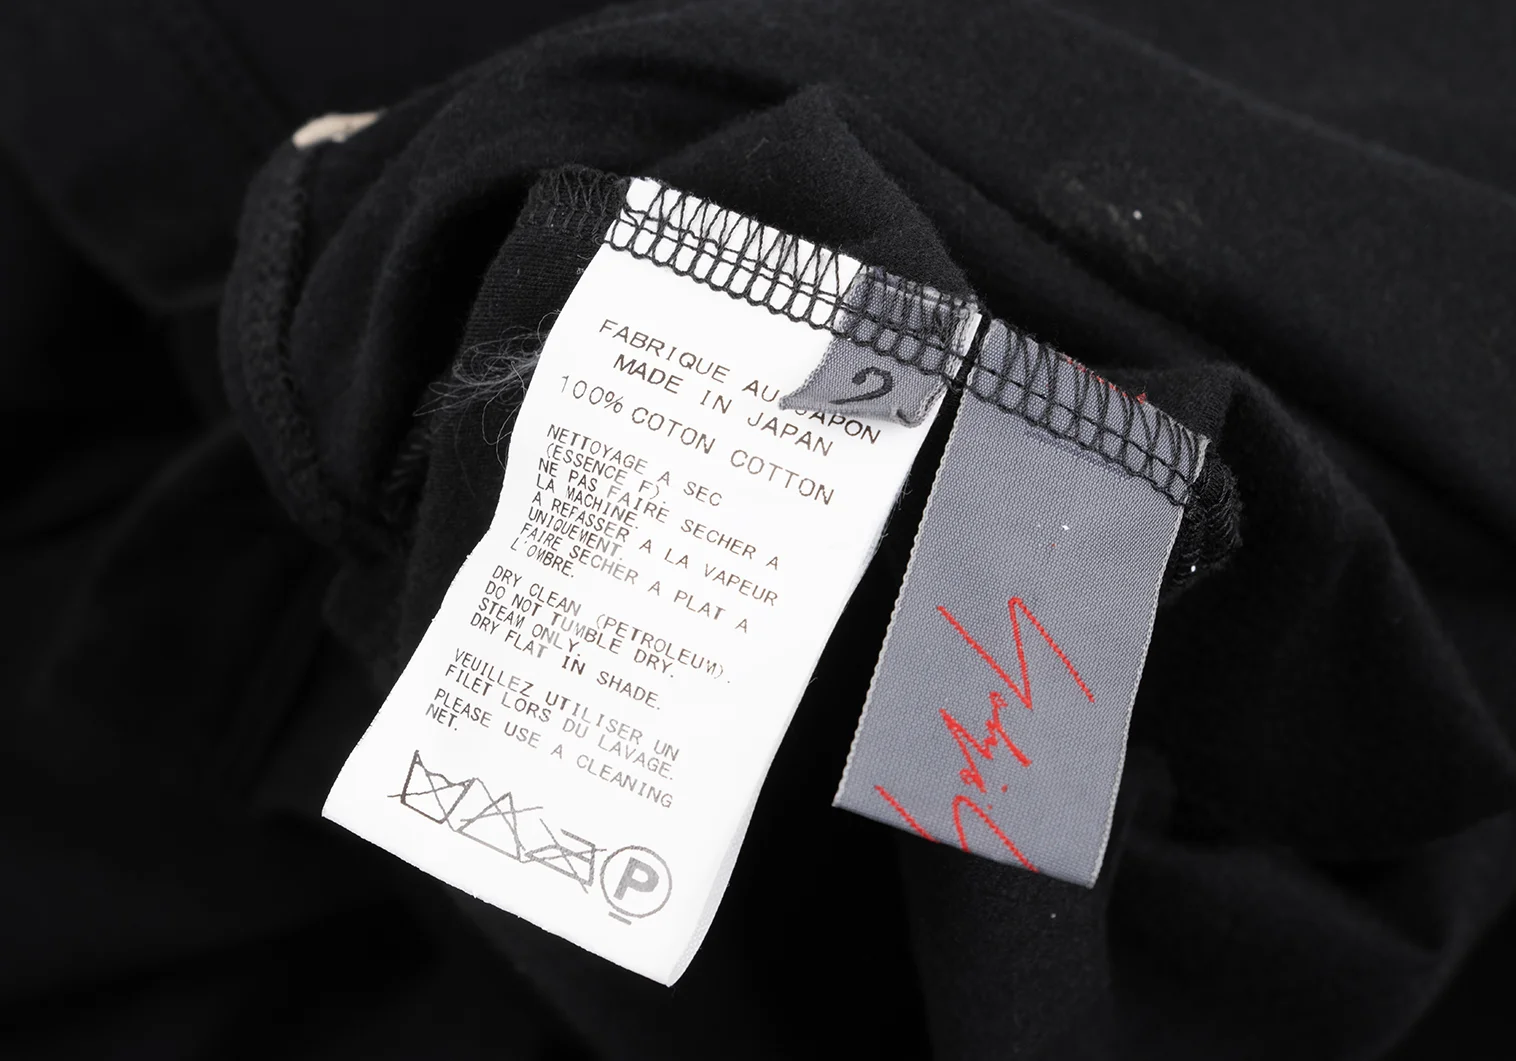 FABRIQUE AU JAPON
MADE IN JAPAN
100% COTON COTTON
NETTOYAGE A SEC
(ESSENCE F).
NE PAS FAIRE SECHER A
LA MACHINE.
A REFASSER A LA VAPEUR
UNIQUEMENT.
FAIRE SECHER A PLAT A
L'OMBRE.
DRY CLEAN (PETROLEUM).
DO NOT TUMBLE DRY.
STEAM ONLY.
DRY FLAT IN SHADE.
VEUILLEZ UTILISER UN
FILET LORS DU LAVAGE.
PLEASE USE A CLEANING
NET.
P
2
Yohji